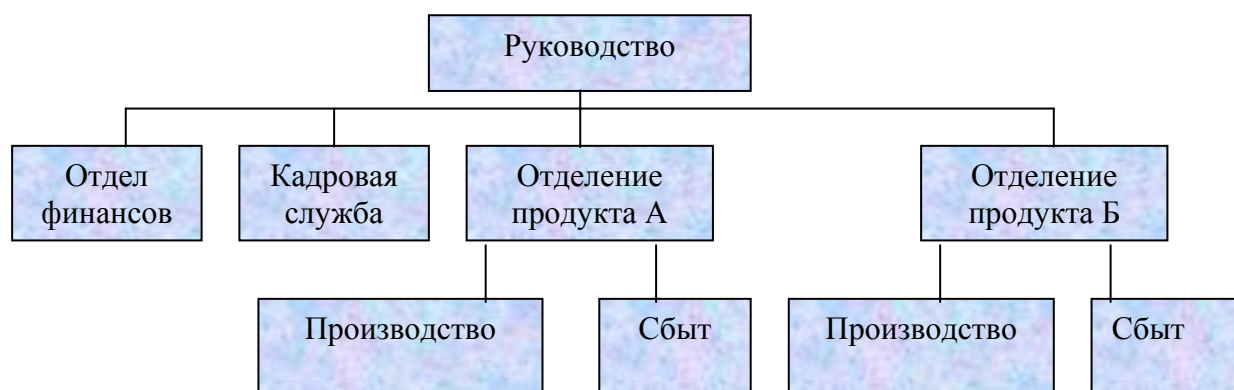 Руководство
Отдел
финансов
Кадровая
служба
Отделение
продукта А
Отделение
продукта Б
Производство
Сбыт
Производство
Сбыт